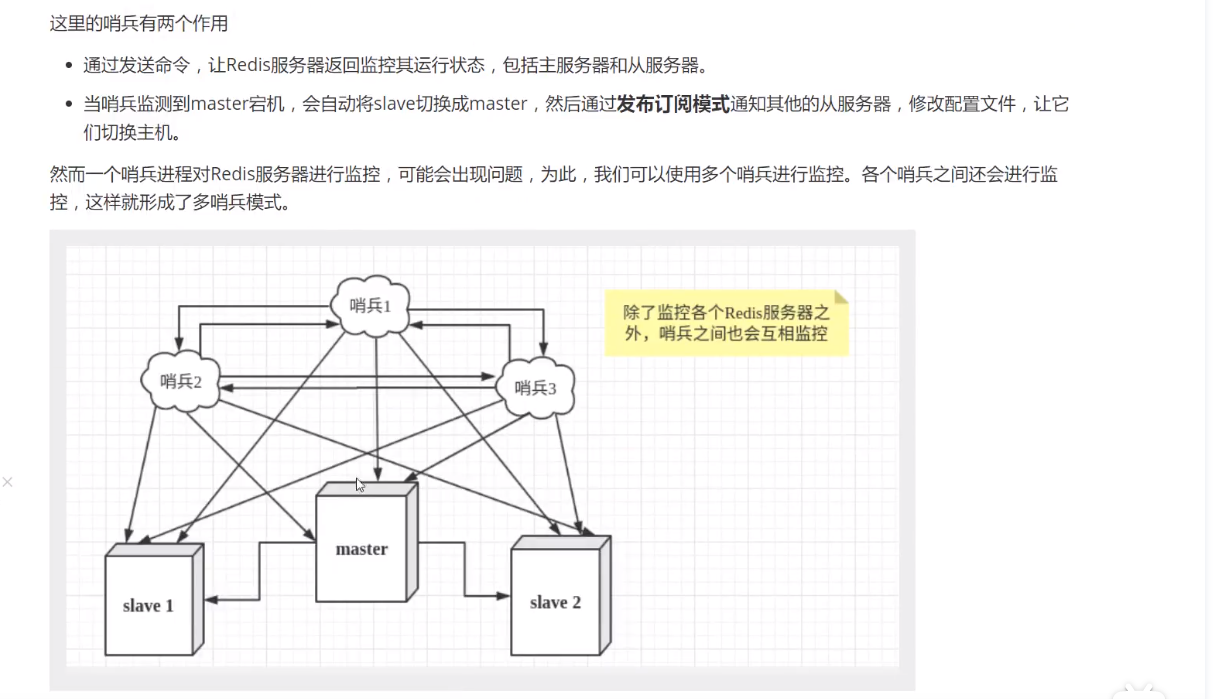 这里的哨兵有两个作用
通过发送命令，让Redis服务器返回监控其运行状态，包括主服务器和从服务器。
当哨兵监测到master宕机，会自动将slave切换成master，然后通过发布订阅模式通知其他的从服务器，修改配置文件，让它
们切换主机。
然而一个哨兵进程对Redis服务器进行监控，可能会出现问题，为此，我们可以使用多个哨兵进行监控。各个哨兵之间还会进行监
控，这样就形成了多哨兵模式。
哨兵1
除了监控各个Redis服务器之
外，哨兵之间也会互相监控
哨兵2
哨兵3
master
slave 1
slave 2